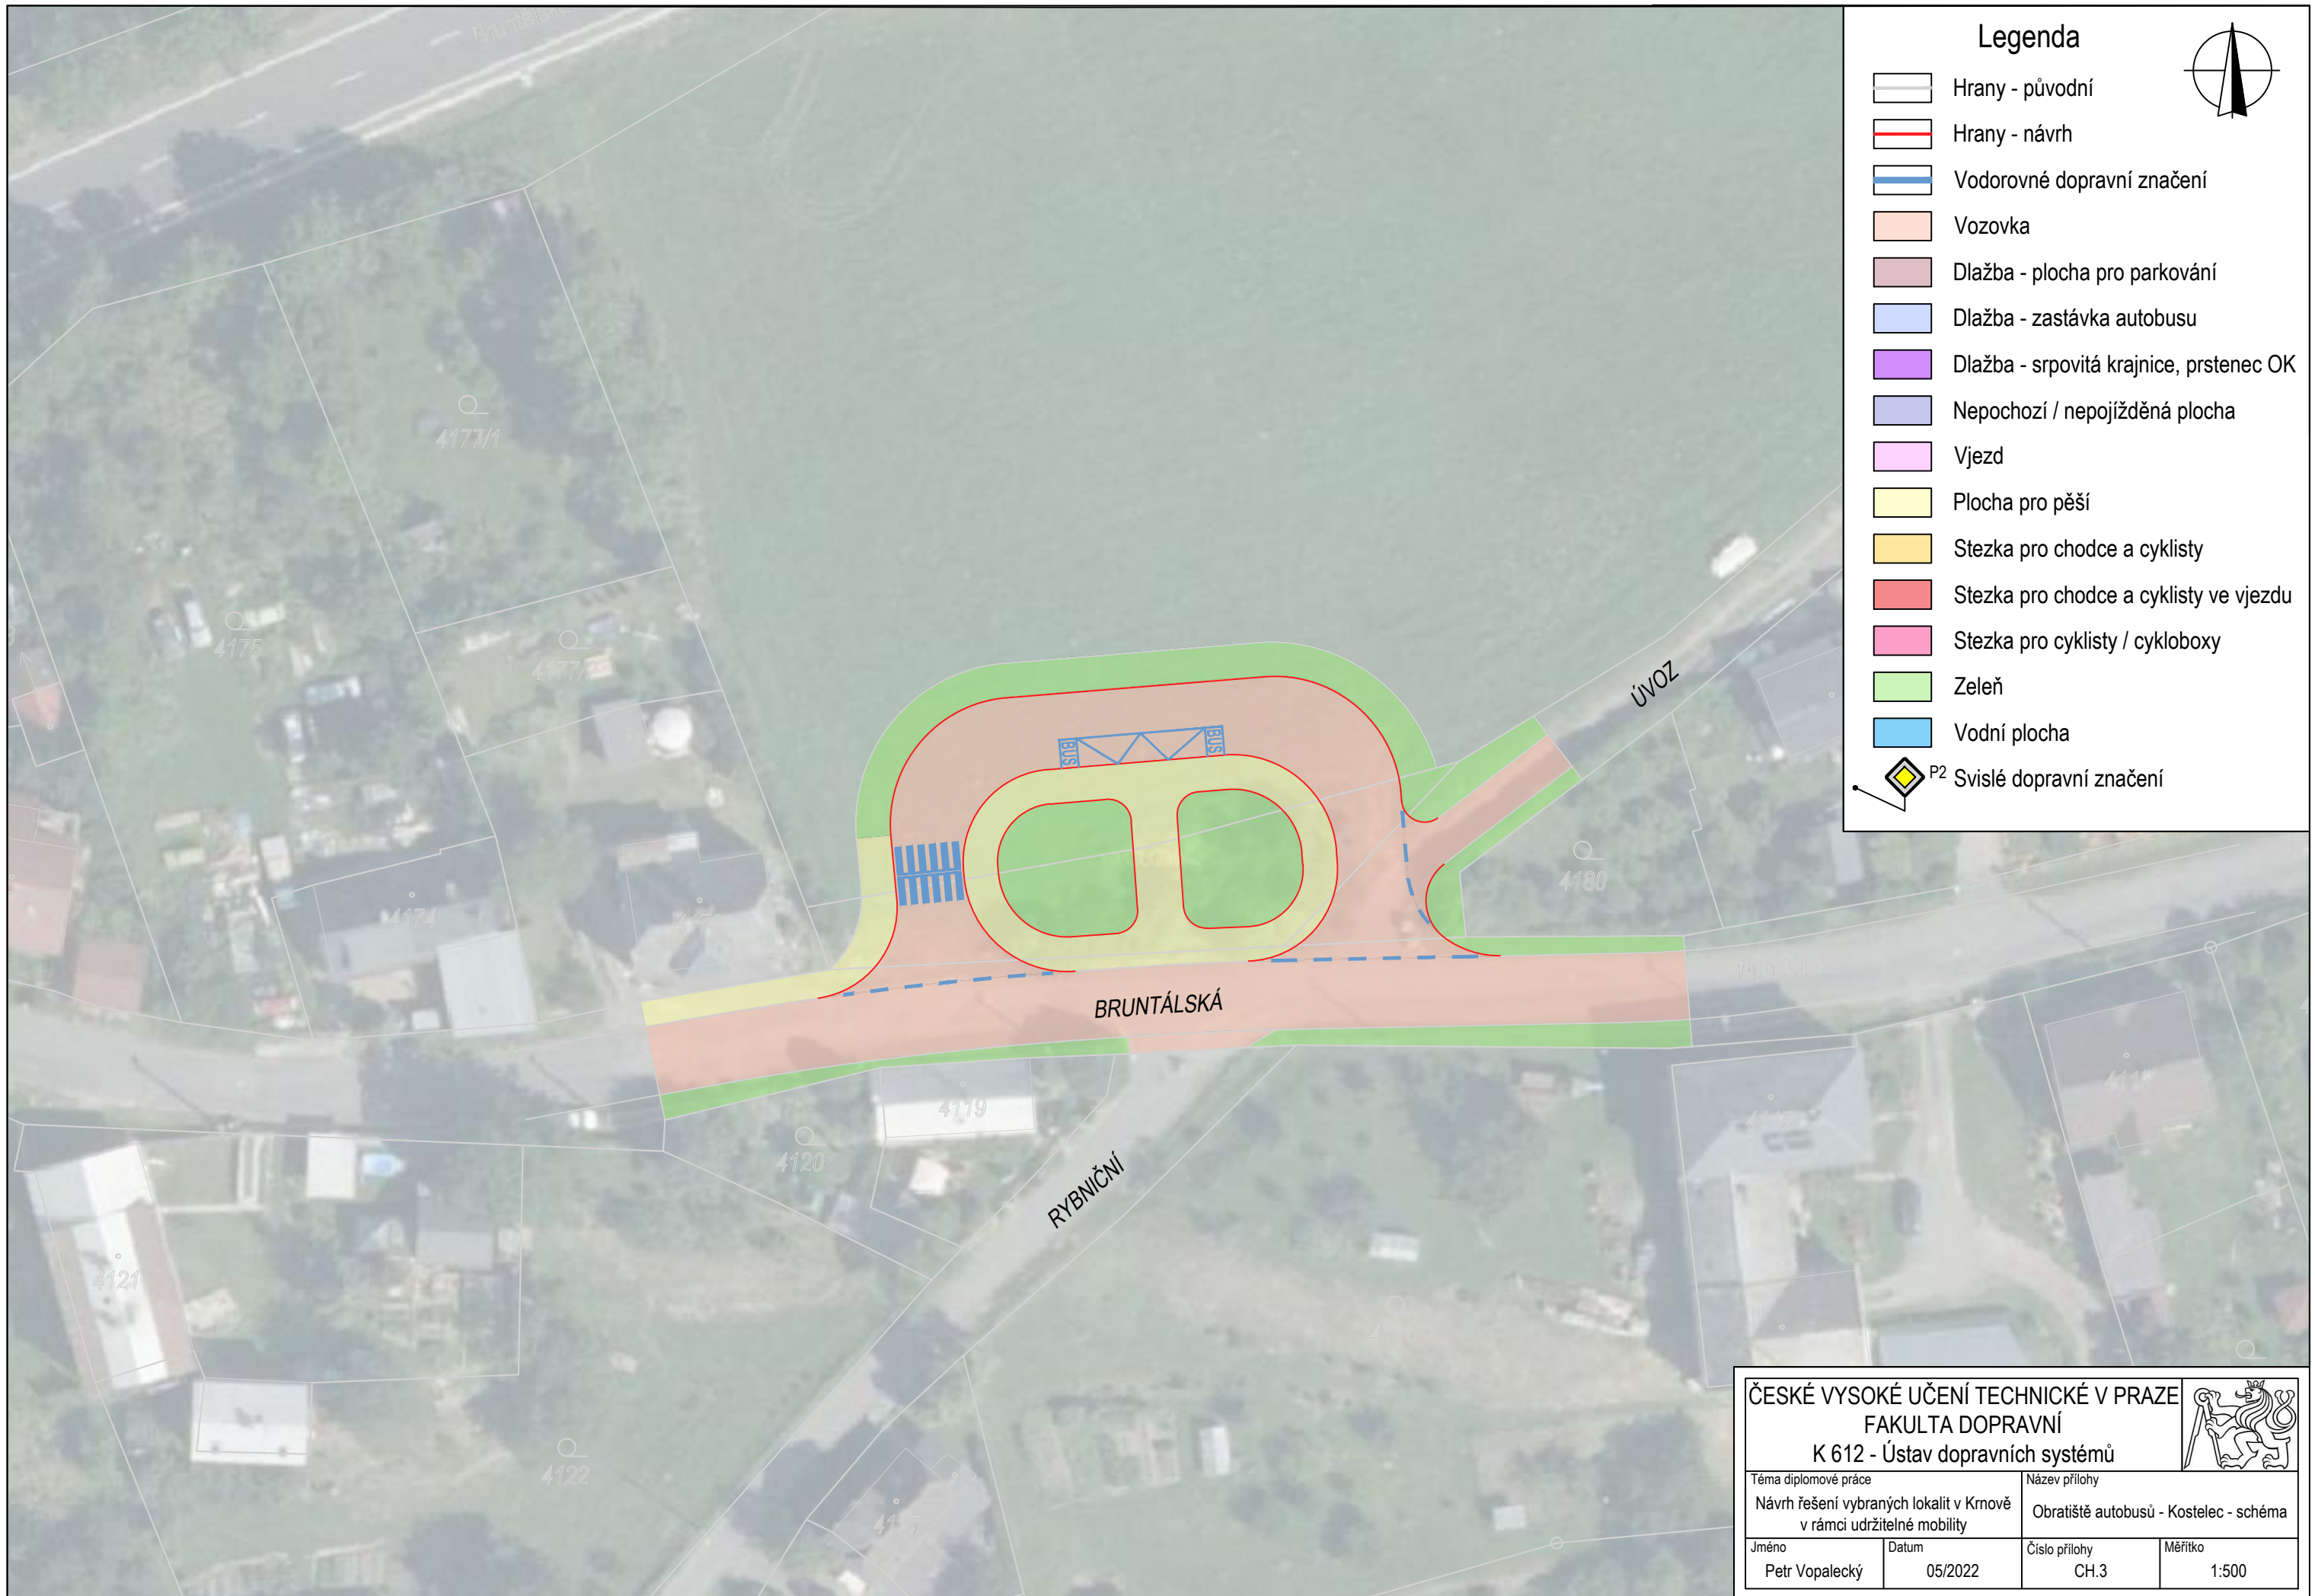 Legenda
Hrany - původní
Hrany - návrh
Vodorovné dopravní značení
Vozovka
Dlažba - plocha pro parkování
Dlažba - zastávka autobusu
Dlažba - srpovitá krajnice, prstenec OK
Nepochozí / nepojížděná plocha
Vjezd
Plocha pro pěší
Stezka pro chodce a cyklisty
Stezka pro chodce a cyklisty ve vjezdu
Stezka pro cyklisty / cykloboxy
Zeleň
Vodní plocha
P2 Svislé dopravní značení
4177/1
4175
4174
4180
ÚVOZ
BUS
BUS
BRUNTÁLSKÁ
4119
4120
RYBNIČNÍ
4121
4122
ČESKÉ VYSOKÉ UČENÍ TECHNICKÉ V PRAZE
FAKULTA DOPRAVNÍ
K 612 - Ústav dopravních systémů
Téma diplomové práce
Návrh řešení vybraných lokalit v Krnově
v rámci udržitelné mobility
Název přílohy
Obratiště autobusů - Kostelec - schéma
Jméno
Petr Vopalecký
Datum
05/2022
Číslo přílohy
CH.3
Měřítko
1:500